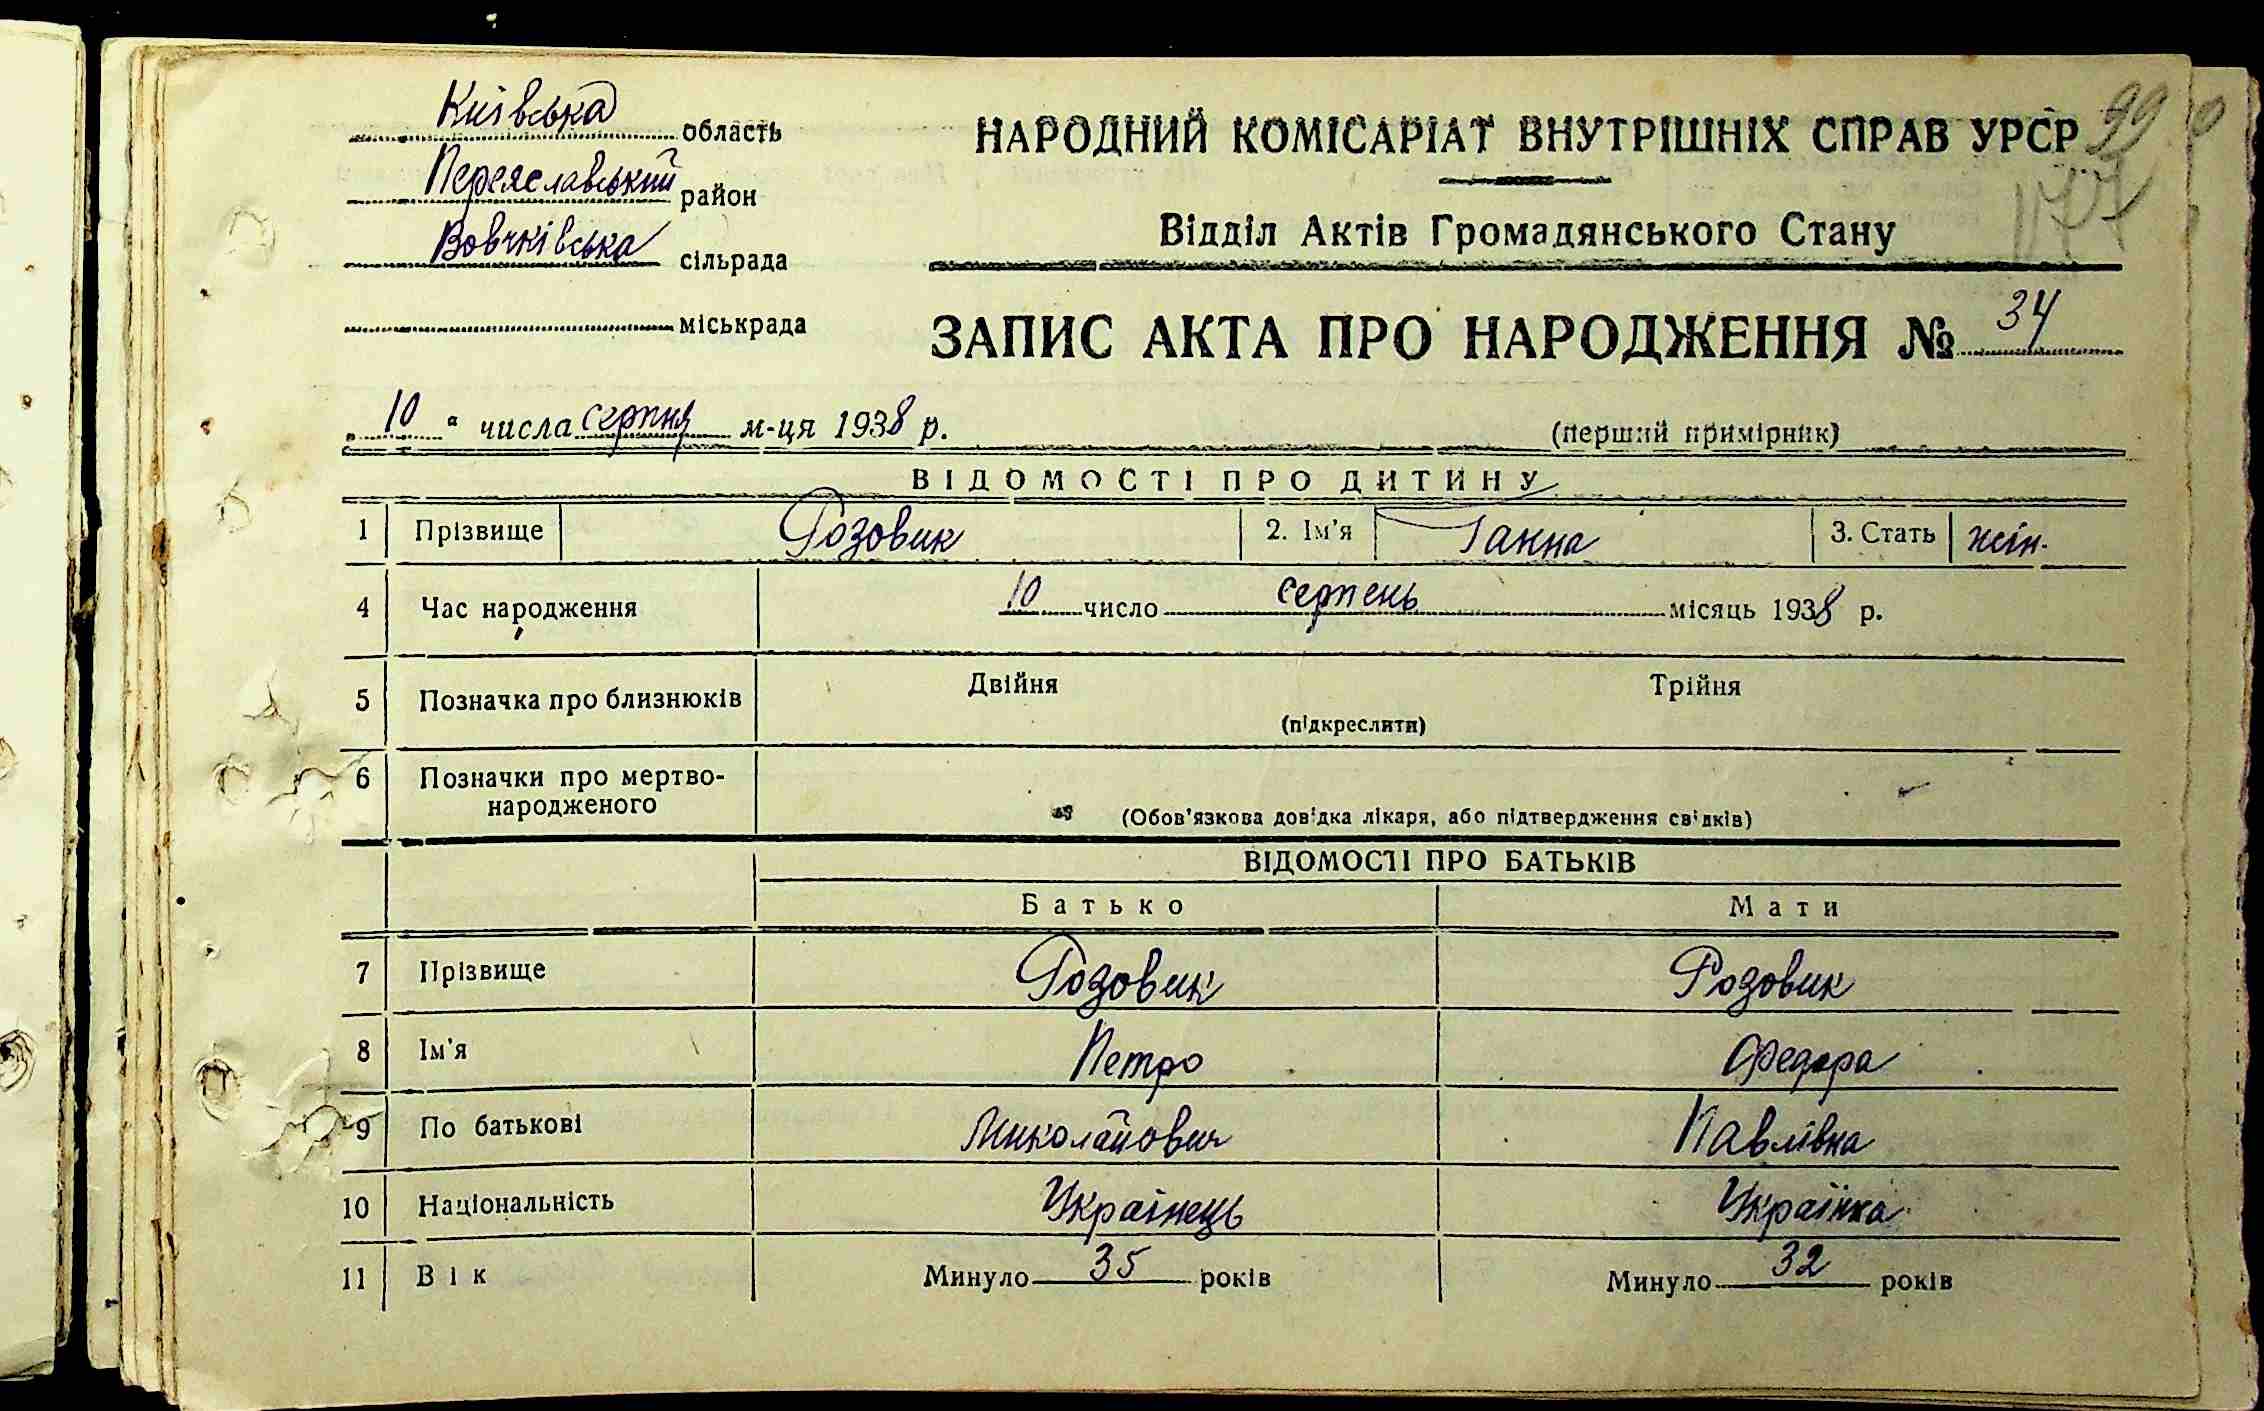 Київська область
Переяславський район
Вовчківська сільрада
міськрада
НАРОДНИЙ КОМІСАРІАТ ВНУТРІШНІХ СПРАВ УРСР 99
177
Відділ Актів Громадянського Стану
ЗАПИС АКТА ПРО НАРОДЖЕННЯ № 34
„ 10 “ числа серпня м-ця 1938 р.
(перший примірник)
ВІДОМОСТІ ПРО ДИТИНУ
1 Прізвище Розовик 2. Ім'я Ганна 3. Стать жін.
4 Час народження 10 число серпень місяць 1938 р.
5 Позначка про близнюків Двійня Трійня
(підкреслити)
6 Позначки про мертво-
народженого
(Обов'язкова довідка лікаря, або підтвердження свідків)
ВІДОМОСТІ ПРО БАТЬКІВ
Батько Мати
7 Прізвище Розовик Розовик
8 Ім'я Петро Федора
9 По батькові Миколайович Павлівна
10 Національність Українець Українка
11 Вік Минуло 35 років Минуло 32 років